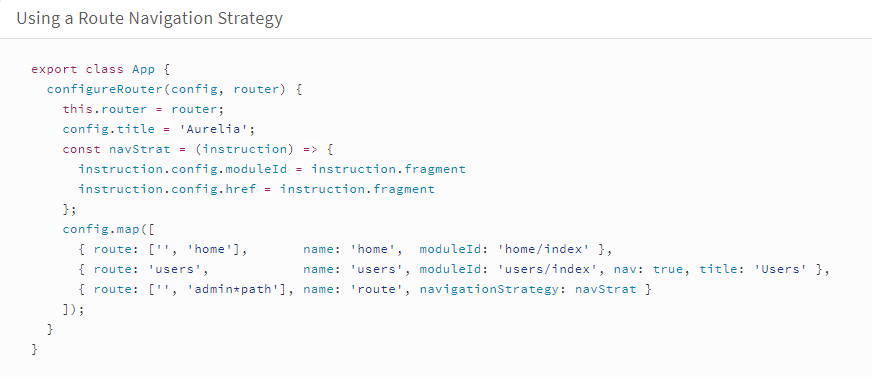 Using a Route Navigation Strategy
export class App {
  configureRouter(config, router) {
    this.router = router;
    config.title = 'Aurelia';
    const navStrat = (instruction) => {
      instruction.config.moduleId = instruction.fragment
      instruction.config.href = instruction.fragment
    };
    config.map([
      { route: ['', 'home'],       name: 'home',  moduleId: 'home/index' },
      { route: 'users',            name: 'users', moduleId: 'users/index', nav: true, title: 'Users' },
      { route: ['', 'admin*path'], name: 'route', navigationStrategy: navStrat }
    ]);
  }
}